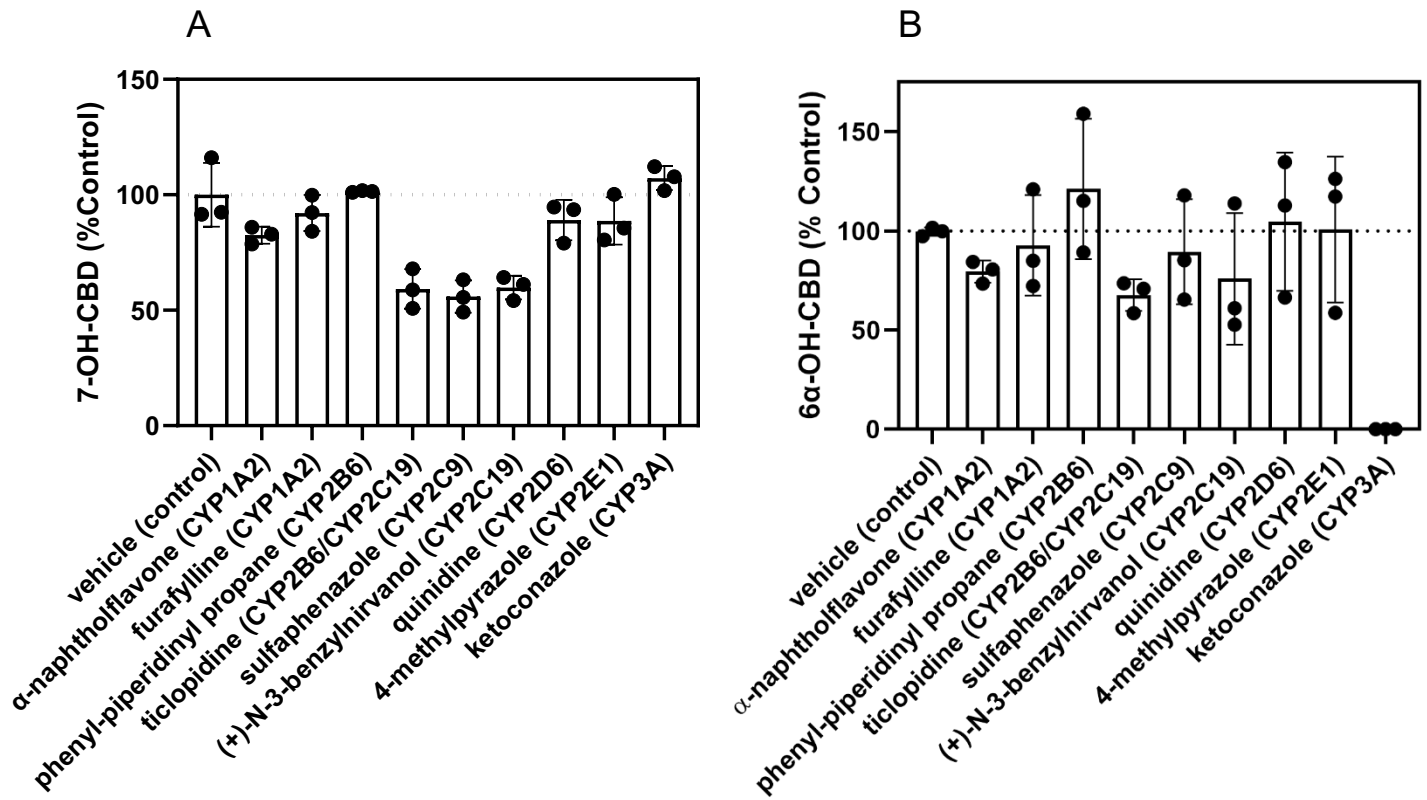 A
7-OH-CBD (%Control)
150
100
50
0
vehicle (control)
α-naphtholflavone (CYP1A2)
furafylline (CYP1A2)
phenyl-piperidinyl propane (CYP2B6)
ticlopidine (CYP2B6/CYP2C19)
sulfaphenazole (CYP2C9)
(+)-N-3-benzylnirvanol (CYP2C19)
quinidine (CYP2D6)
4-methylpyrazole (CYP2E1)
ketoconazole (CYP3A)
B
6α-OH-CBD (% Control)
150
100
50
0
vehicle (control)
α-naphtholflavone (CYP1A2)
furafylline (CYP1A2)
phenyl-piperidinyl propane (CYP2B6)
ticlopidine (CYP2B6/CYP2C19)
sulfaphenazole (CYP2C9)
(+)-N-3-benzylnirvanol (CYP2C19)
quinidine (CYP2D6)
4-methylpyrazole (CYP2E1)
ketoconazole (CYP3A)